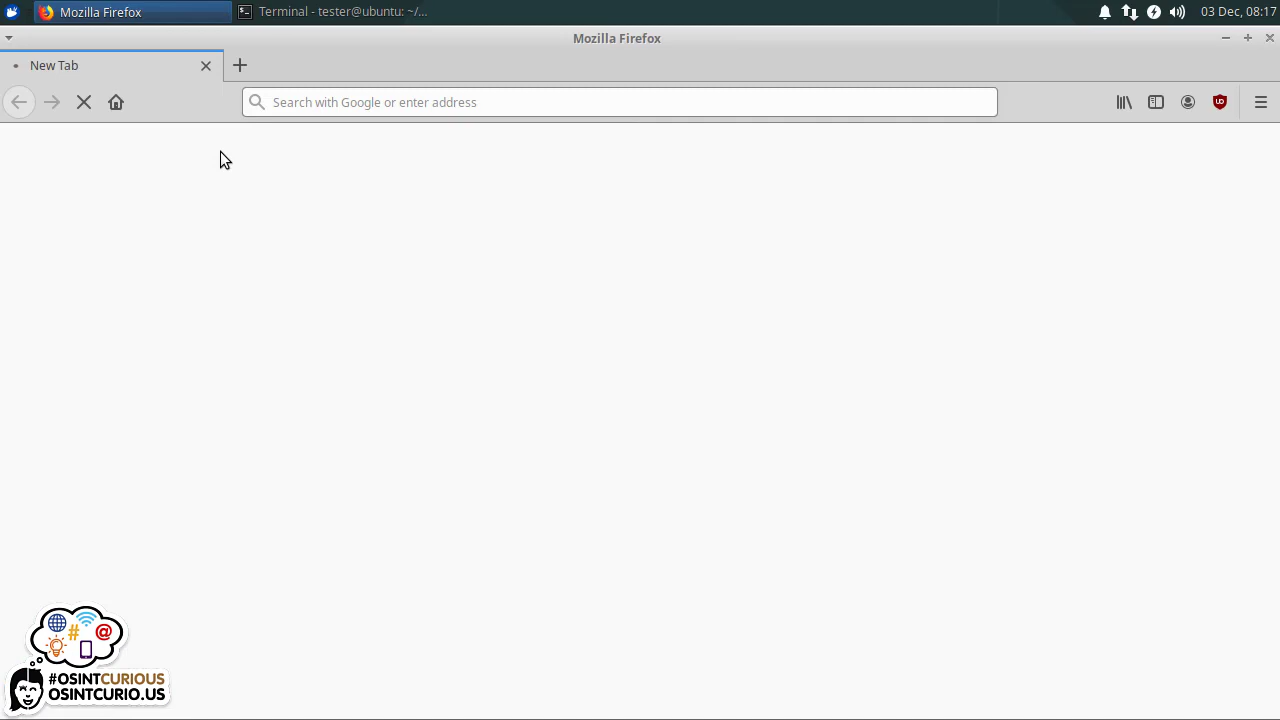 Mozilla Firefox
Terminal - tester@ubuntu: ~/...
03 Dec, 08:17
Mozilla Firefox
New Tab
Search with Google or enter address
#OSINTCURIOUS
OSINTCURIO.US